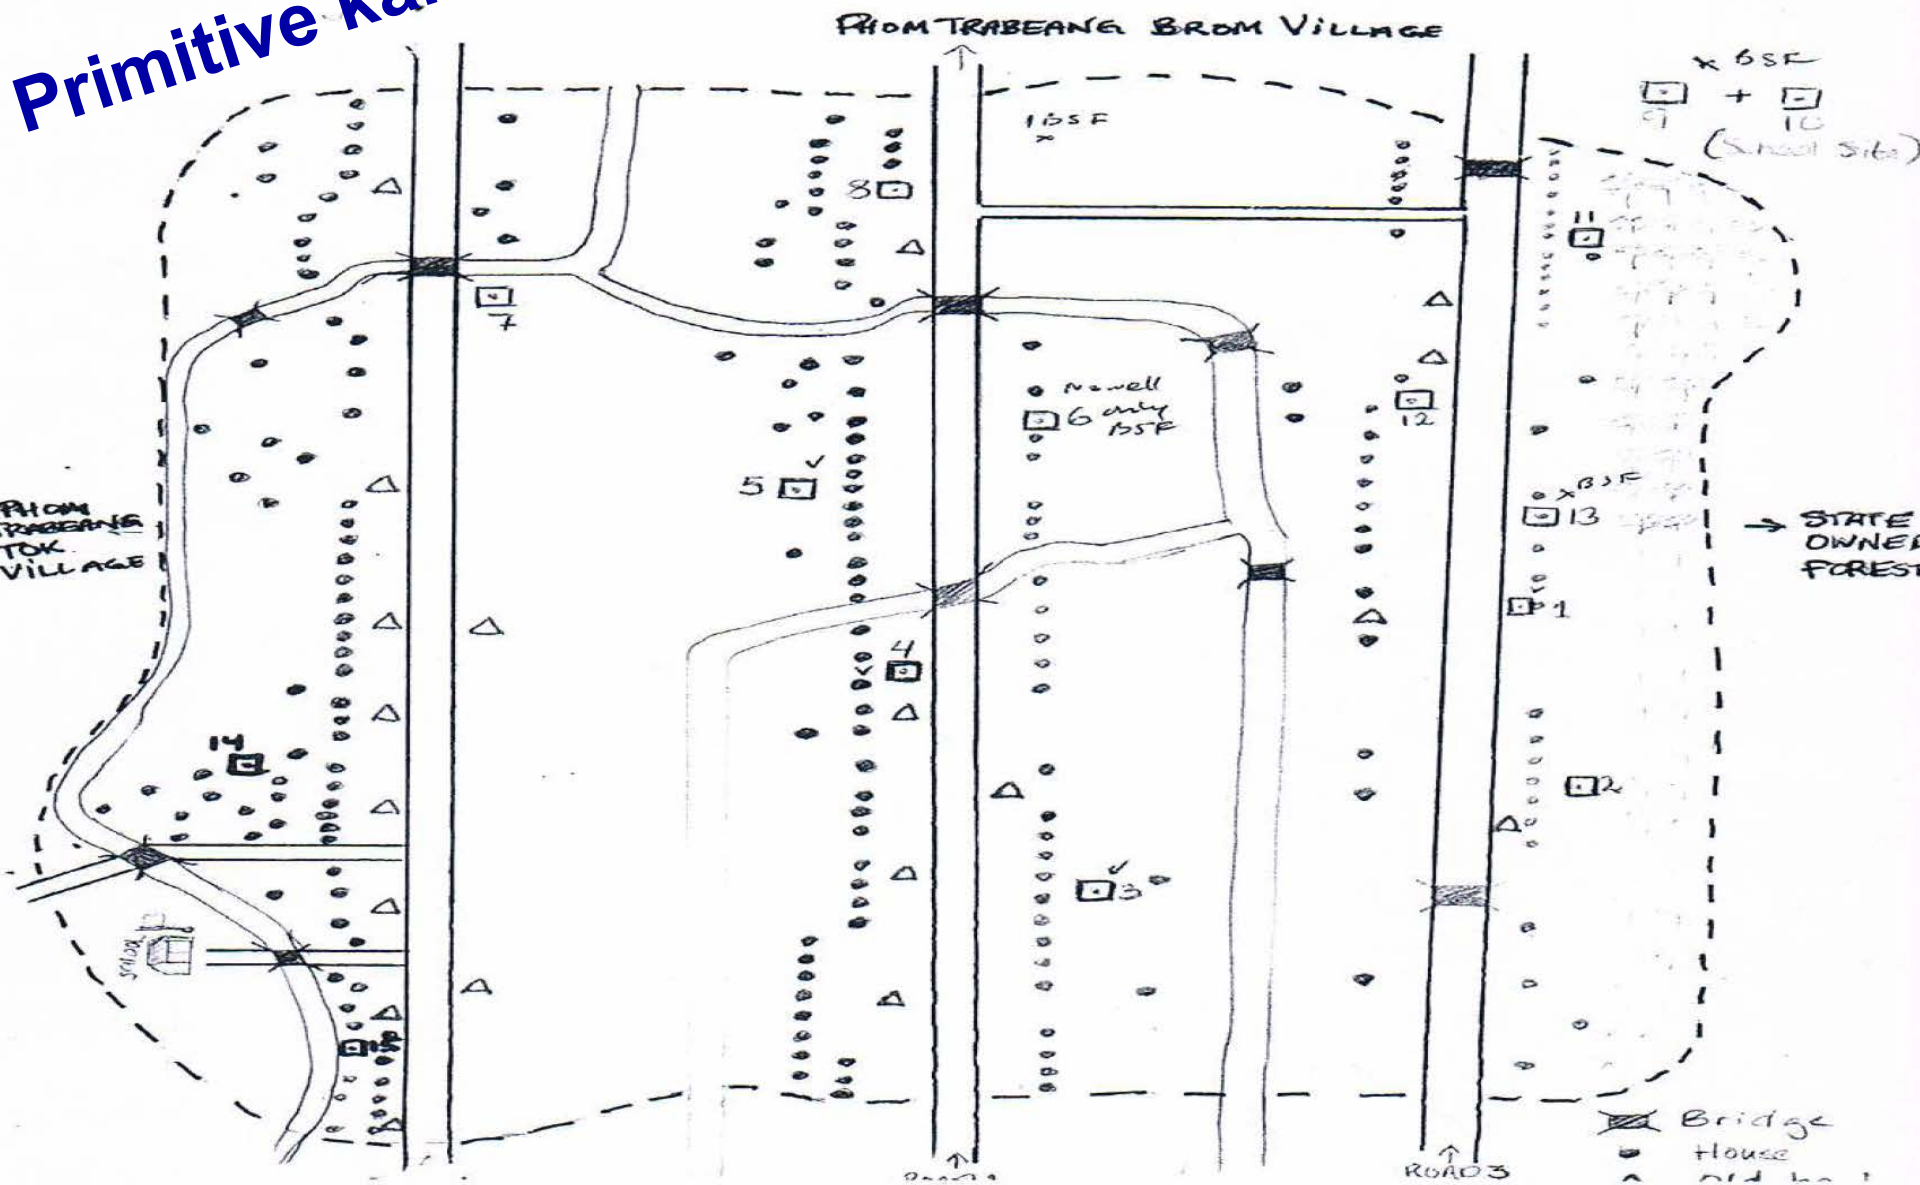 Primitive
PHOM TRABEANG BROM VILLAGE
x BSF
9 + 10
(School Site)
1 BSF
x
8
11
7
No well
6 only
BSF
12
5
x BSF
13
PHOM
TRABEANG
TOK
VILLAGE
→ STATE
OWNED
FOREST
1
4
14
2
3
School
Bridge
House
ROAD 3